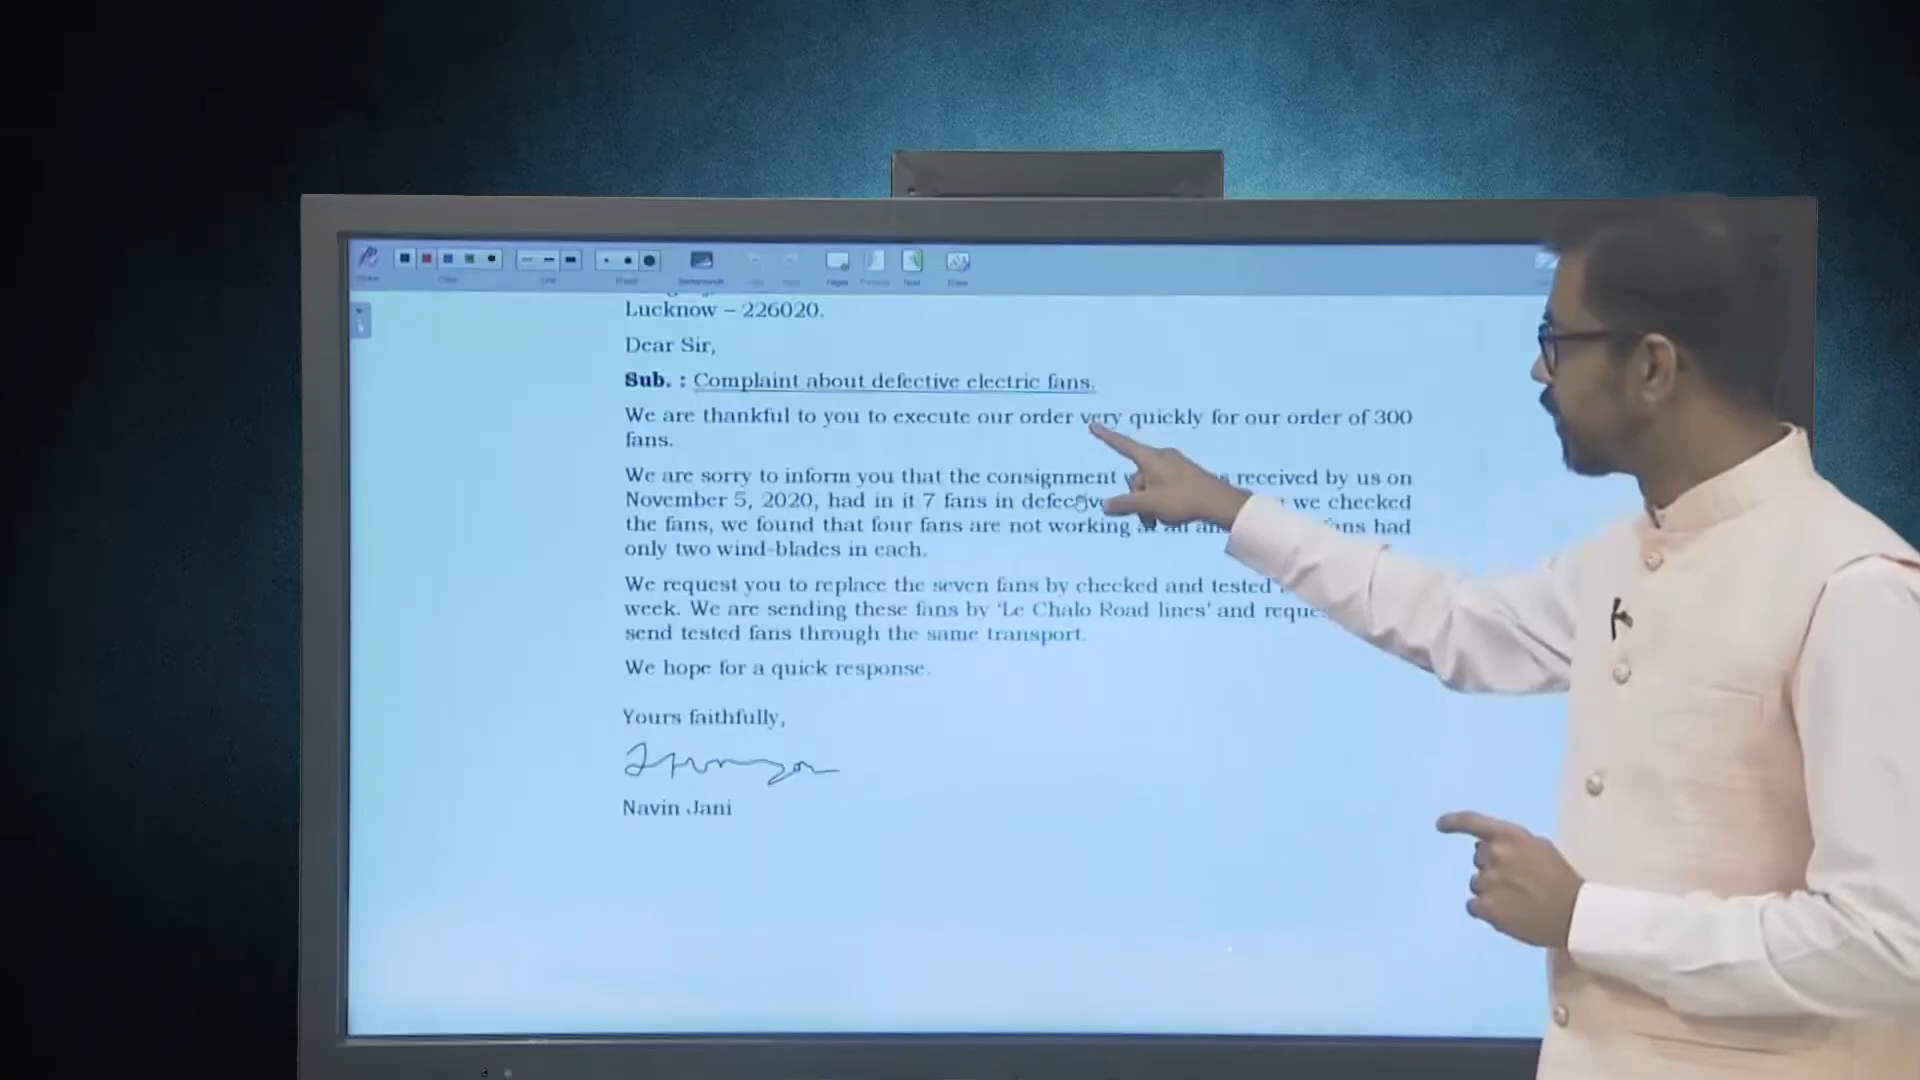 Lucknow – 226020.
Dear Sir,
Sub. : Complaint about defective electric fans.
We are thankful to you to execute our order very quickly for our order of 300
fans.
We are sorry to inform you that the consignment received by us on
November 5, 2020, had in it 7 fans in defective we checked
the fans, we found that four fans are not working at all and fans had
only two wind-blades in each.
We request you to replace the seven fans by checked and tested
week. We are sending these fans by ‘Le Chalo Road lines’ and
send tested fans through the same transport.
We hope for a quick response.
Yours faithfully,
Navin Jani